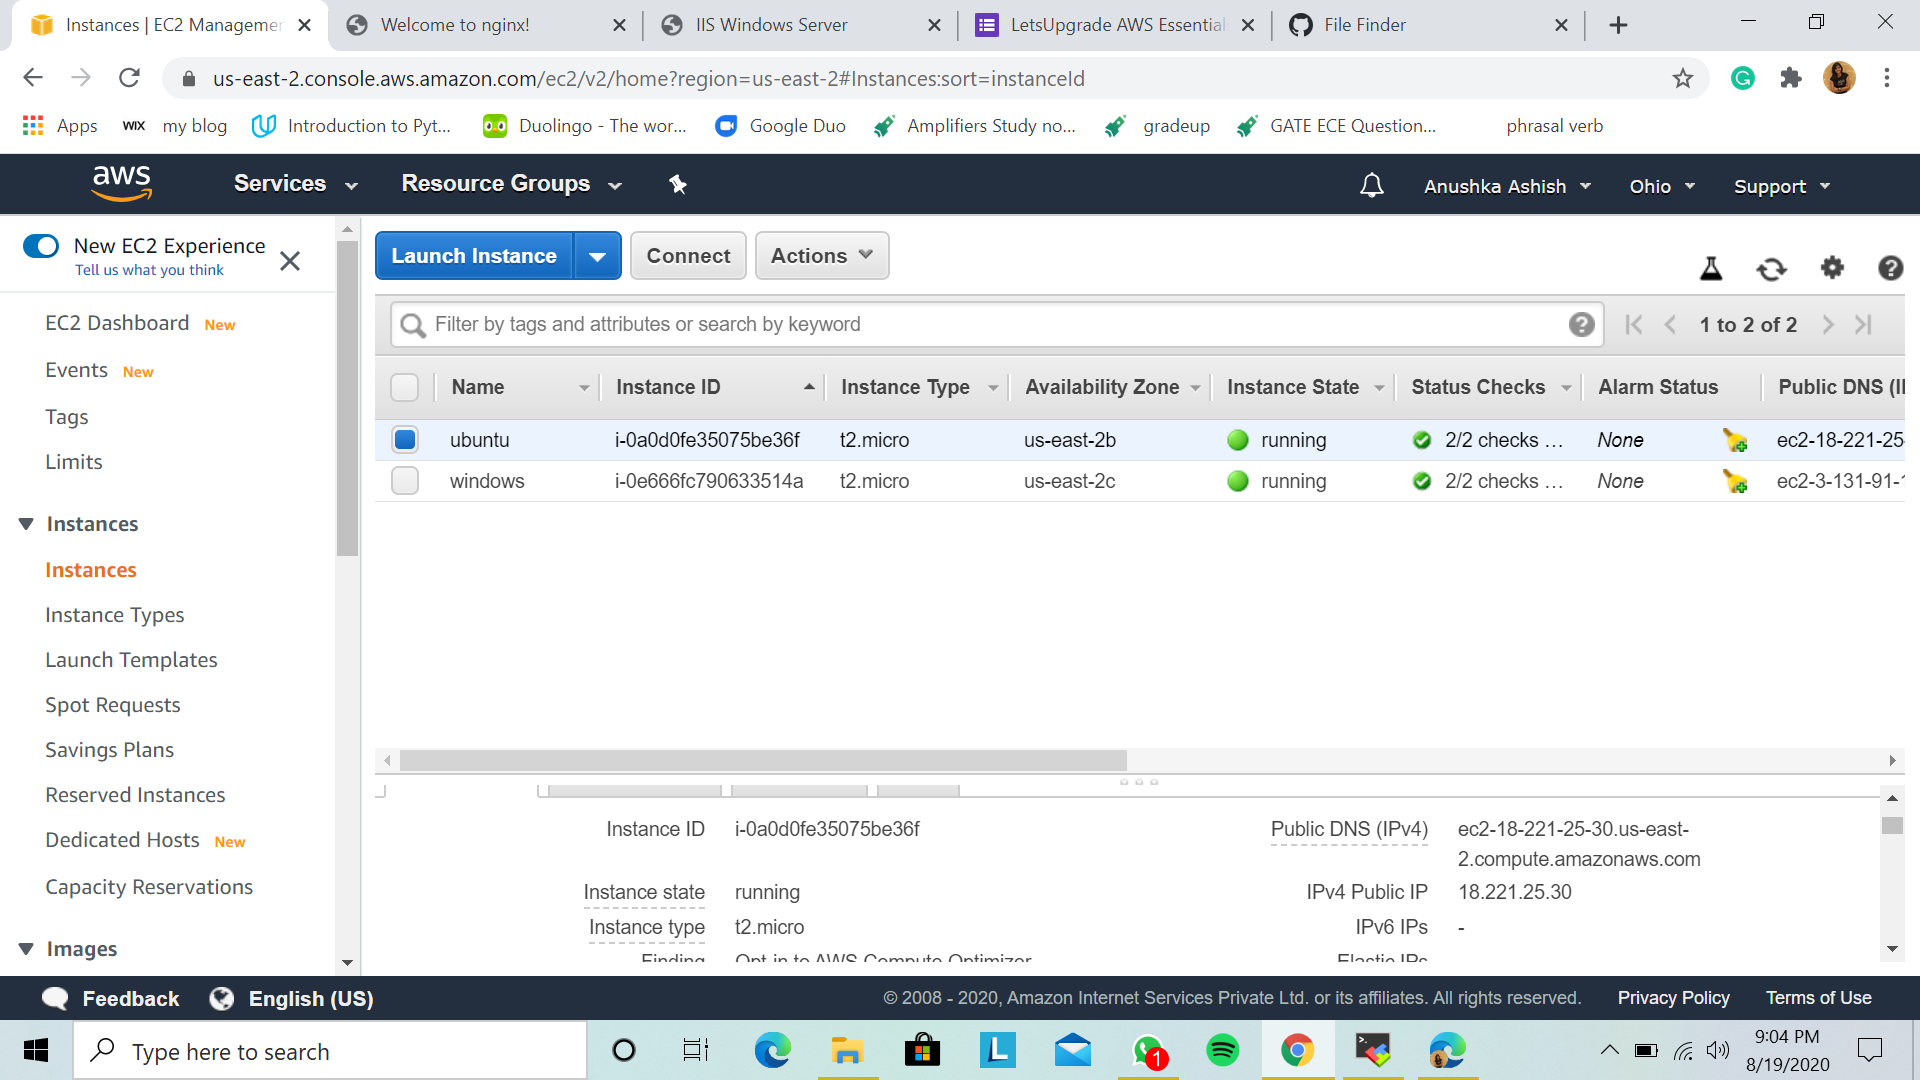 Instances | EC2 Managemen
Welcome to nginx!
IIS Windows Server
LetsUpgrade AWS Essential
File Finder
us-east-2.console.aws.amazon.com/ec2/v2/home?region=us-east-2#Instances:sort=instanceId
Apps
WIX my blog
Introduction to Pyt...
Duolingo - The wor...
Google Duo
Amplifiers Study no...
gradeup
GATE ECE Question...
phrasal verb
aws
Services
Resource Groups
Anushka Ashish
Ohio
Support
New EC2 Experience
Tell us what you think
EC2 Dashboard New
Events New
Tags
Limits
Instances
Instances
Instance Types
Launch Templates
Spot Requests
Savings Plans
Reserved Instances
Dedicated Hosts New
Capacity Reservations
Images
Launch Instance
Connect
Actions
Filter by tags and attributes or search by keyword
1 to 2 of 2
Name Instance ID Instance Type Availability Zone Instance State Status Checks Alarm Status Public DNS (I
ubuntu i-0a0d0fe35075be36f t2.micro us-east-2b running 2/2 checks ... None ec2-18-221-25-
windows i-0e666fc790633514a t2.micro us-east-2c running 2/2 checks ... None ec2-3-131-91-1
Instance ID i-0a0d0fe35075be36f
Public DNS (IPv4) ec2-18-221-25-30.us-east-
2.compute.amazonaws.com
Instance state running
IPv4 Public IP 18.221.25.30
Instance type t2.micro
IPv6 IPs -
Finding Opt-in to AWS Compute Optimizer
Elastic IPs
Feedback
English (US)
© 2008 - 2020, Amazon Internet Services Private Ltd. or its affiliates. All rights reserved.
Privacy Policy
Terms of Use
Type here to search
L
1
9:04 PM
8/19/2020